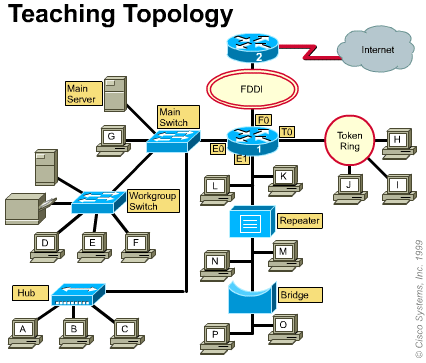 Teaching Topology
2
Internet
Main
Server
FDDI
Main
Switch
G
F0
T0
E0
1
E1
Token
Ring
H
K
L
J
I
Workgroup
Switch
D
E
F
Repeater
N
M
Hub
Bridge
A
B
C
P
O
© Cisco Systems, Inc. 1999